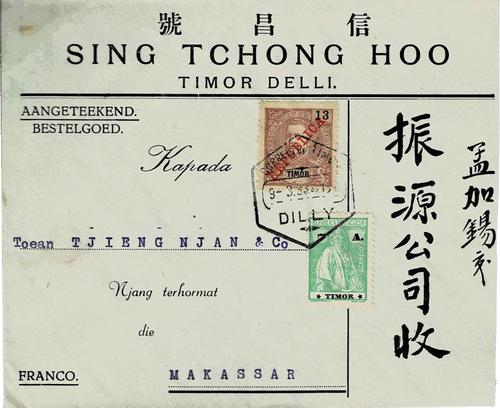 號 昌 信
SING TCHONG HOO
TIMOR DELLI.
AANGETEEKEND.
BESTELGOED.
Kapada
13
REPUBLICA
TIMOR
DILLY
Toean TJIENG NJAN & Co
A.
TIMOR
Njang terhormat
die
FRANCO.
MAKASSAR
振源公司收
孟加錫